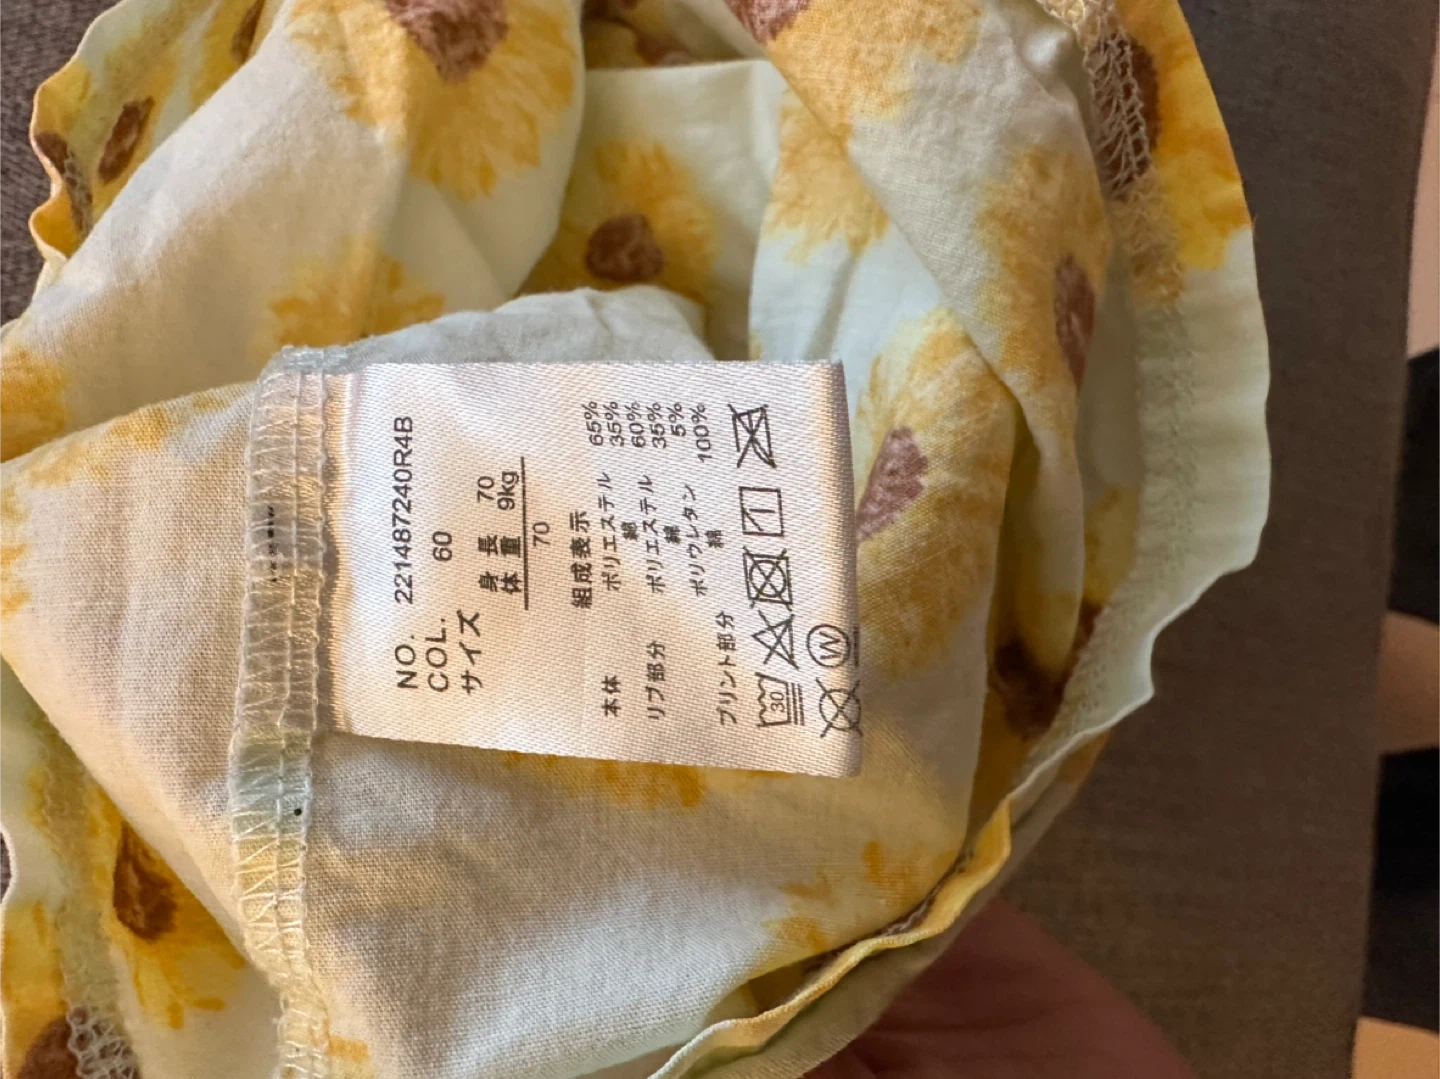 NO. 221487240R4B
COL. 60
サイズ 身長 70
体重 9kg
70
組成表示
本体 ポリエステル 65%
綿 35%
リブ部分 ポリエステル 60%
綿 35%
ポリウレタン 5%
プリント部分 綿 100%
30
W